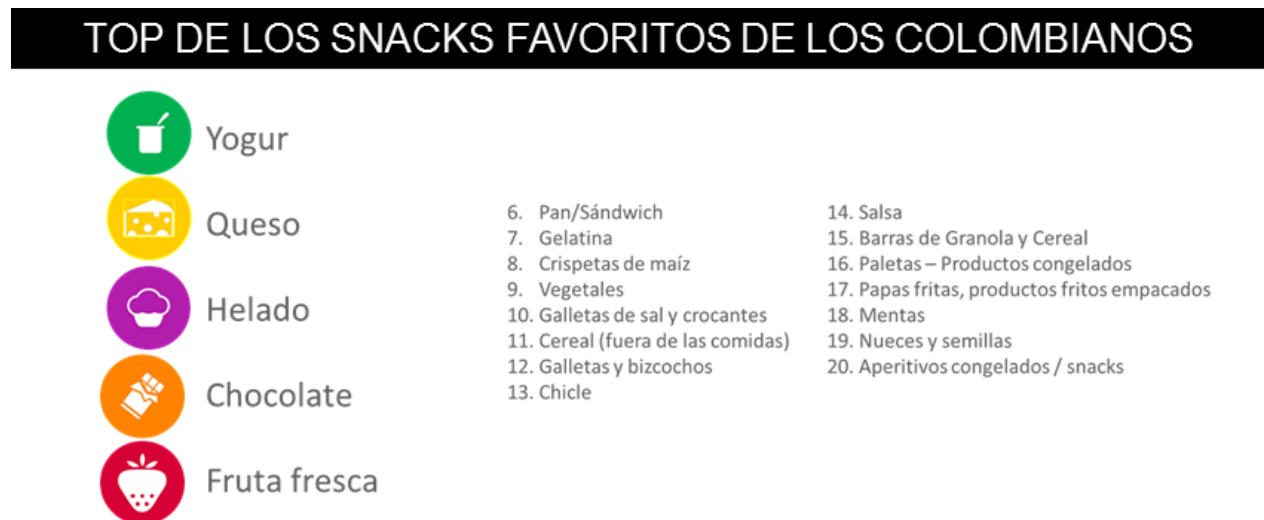 TOP DE LOS SNACKS FAVORITOS DE LOS COLOMBIANOS
Yogur
Queso
Helado
Chocolate
Fruta fresca
6. Pan/Sándwich
7. Gelatina
8. Crispetas de maíz
9. Vegetales
10. Galletas de sal y crocantes
11. Cereal (fuera de las comidas)
12. Galletas y bizcochos
13. Chicle
14. Salsa
15. Barras de Granola y Cereal
16. Paletas – Productos congelados
17. Papas fritas, productos fritos empacados
18. Mentas
19. Nueces y semillas
20. Aperitivos congelados / snacks